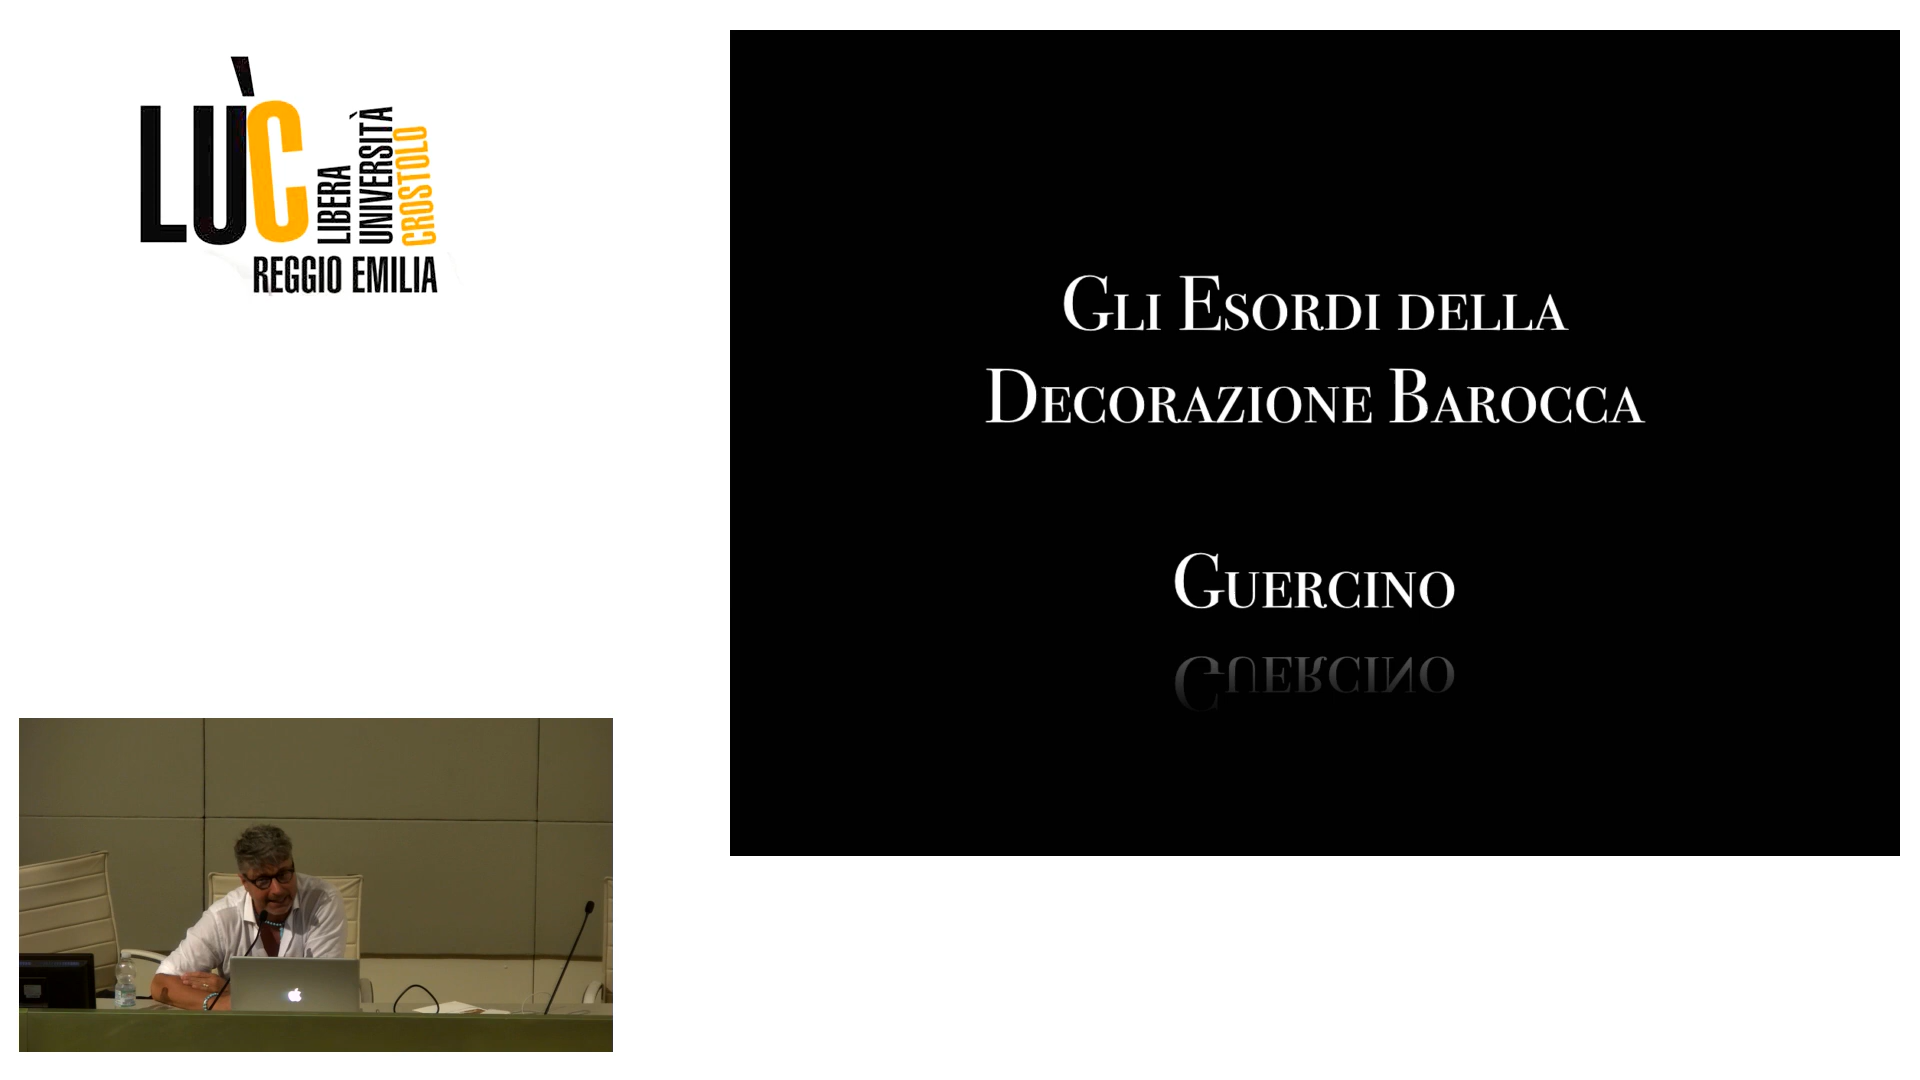 LÙC
LIBERA
UNIVERSITÀ
CROSTOLO
REGGIO EMILIA
Gli Esordi della
Decorazione Barocca
Guercino